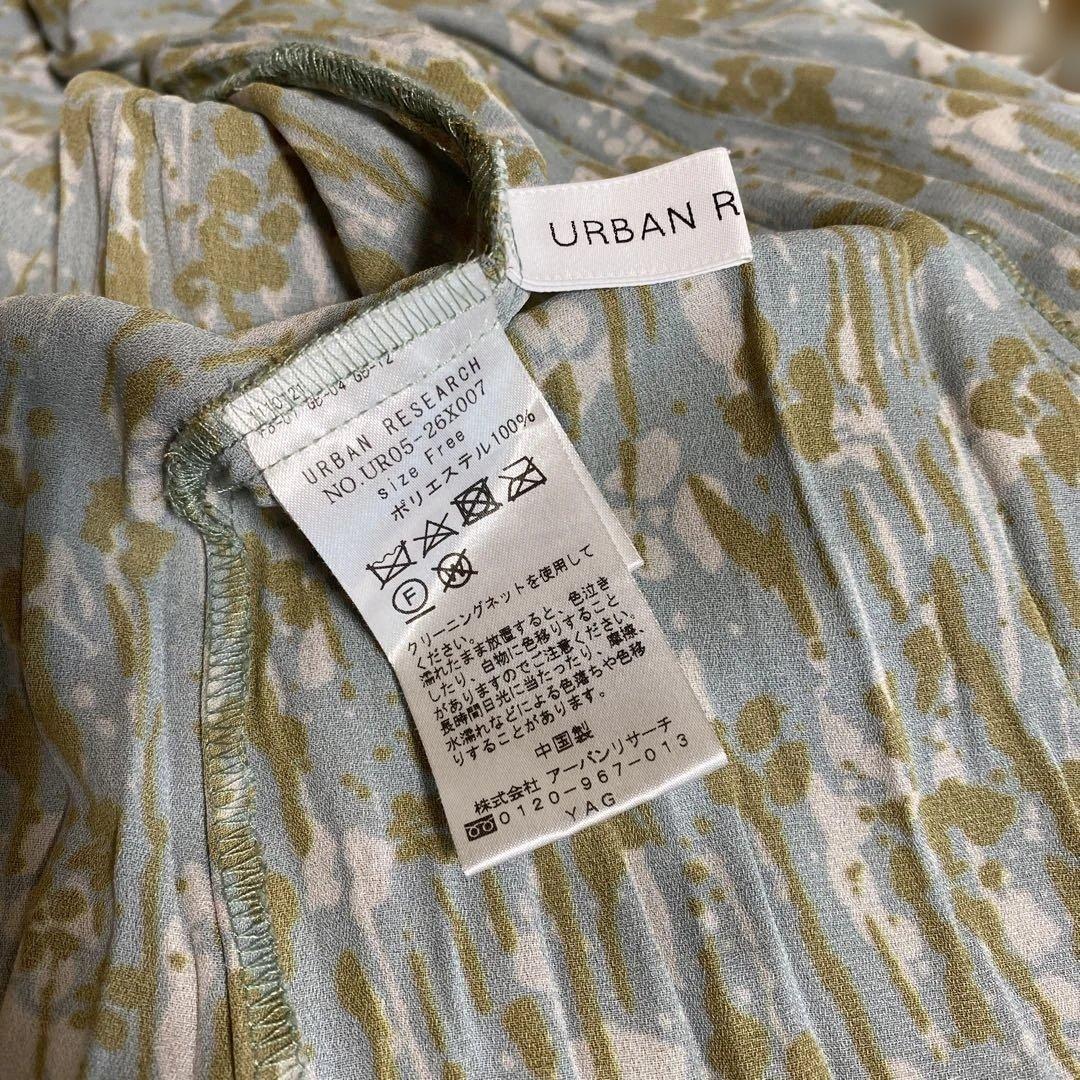 URBAN R
URBAN RESEARCH
NO.UR05-26X007
size Free
ポリエステル100%
F
W
クリーニングネットを使用して
ください。
濡れたまま放置すると、色泣き
したり、白物に色移りすること
がありますのでご注意ください。
長時間日光に当たったり、摩擦、
水濡れなどによる色落ちや色移
りすることがあります。
中国製
株式会社 アーバンリサーチ
0120-967-013
YAG